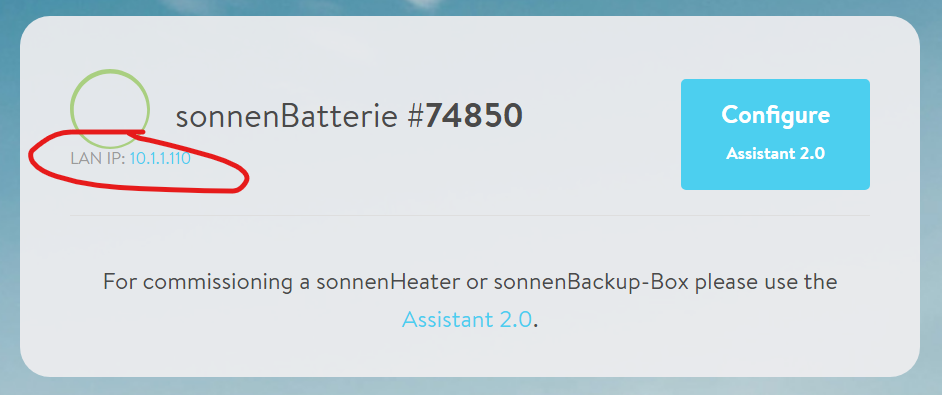 sonnenBatterie #74850
LAN IP: 10.1.1.110
Configure
Assistant 2.0
For commissioning a sonnenHeater or sonnenBackup-Box please use the
Assistant 2.0.